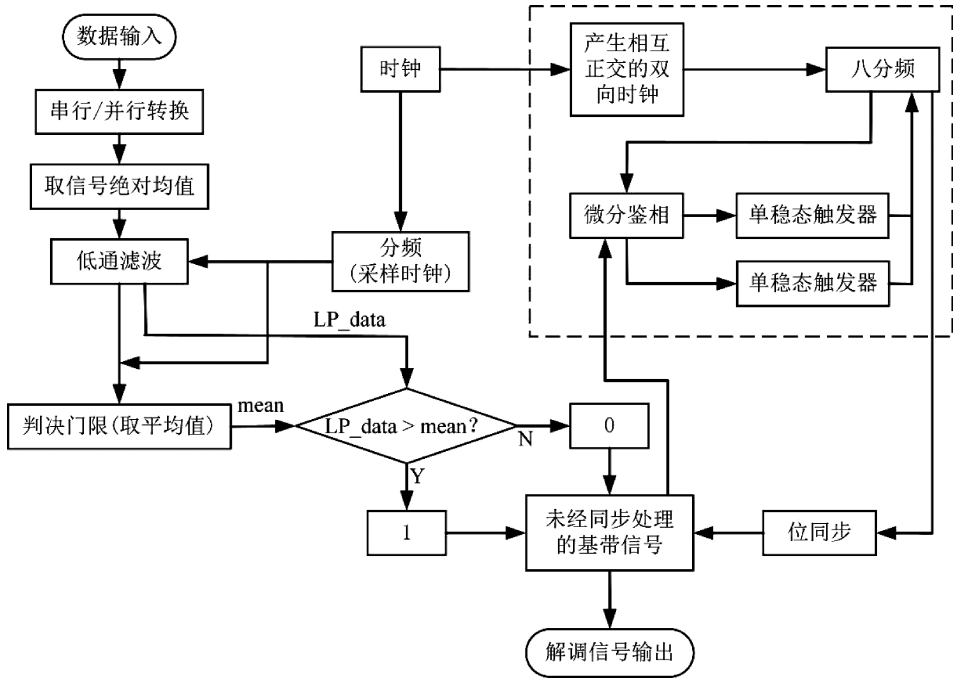 数据输入
串行/并行转换
取信号绝对均值
低通滤波
判决门限(取平均值)
mean
LP_data
LP_data > mean?
N
0
Y
1
时钟
分频
(采样时钟)
产生相互
正交的双
向时钟
八分频
微分鉴相
单稳态触发器
单稳态触发器
未经同步处理
的基带信号
位同步
解调信号输出